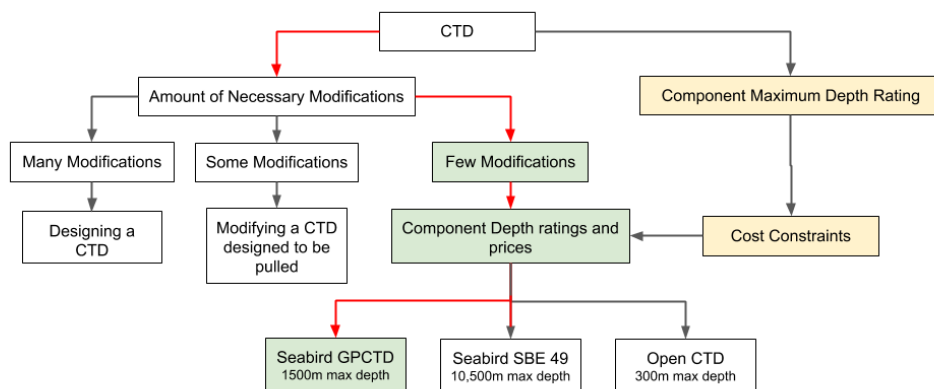 CTD
Amount of Necessary Modifications
Component Maximum Depth Rating
Many Modifications
Some Modifications
Few Modifications
Designing a
CTD
Modifying a CTD
designed to be
pulled
Component Depth ratings and
prices
Cost Constraints
Seabird GPCTD
1500m max depth
Seabird SBE 49
10,500m max depth
Open CTD
300m max depth